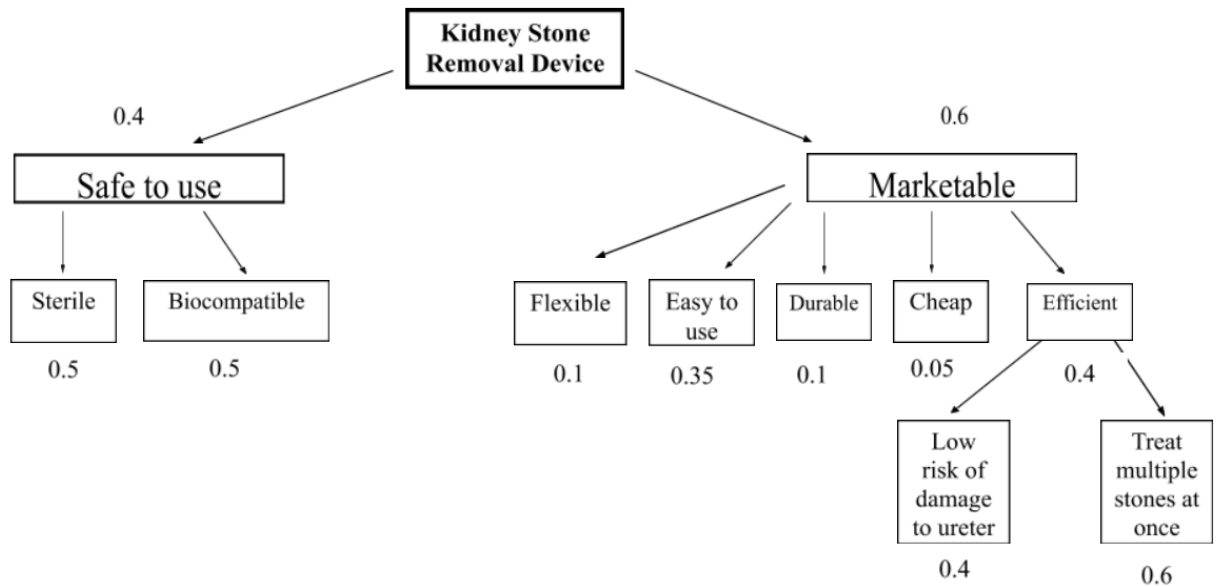 Kidney Stone
Removal Device
0.4
0.6
Safe to use
Marketable
Sterile
Biocompatible
Flexible
Easy to
use
Durable
Cheap
Efficient
0.5
0.5
0.1
0.35
0.1
0.05
0.4
Low
risk of
damage
to ureter
Treat
multiple
stones at
once
0.4
0.6